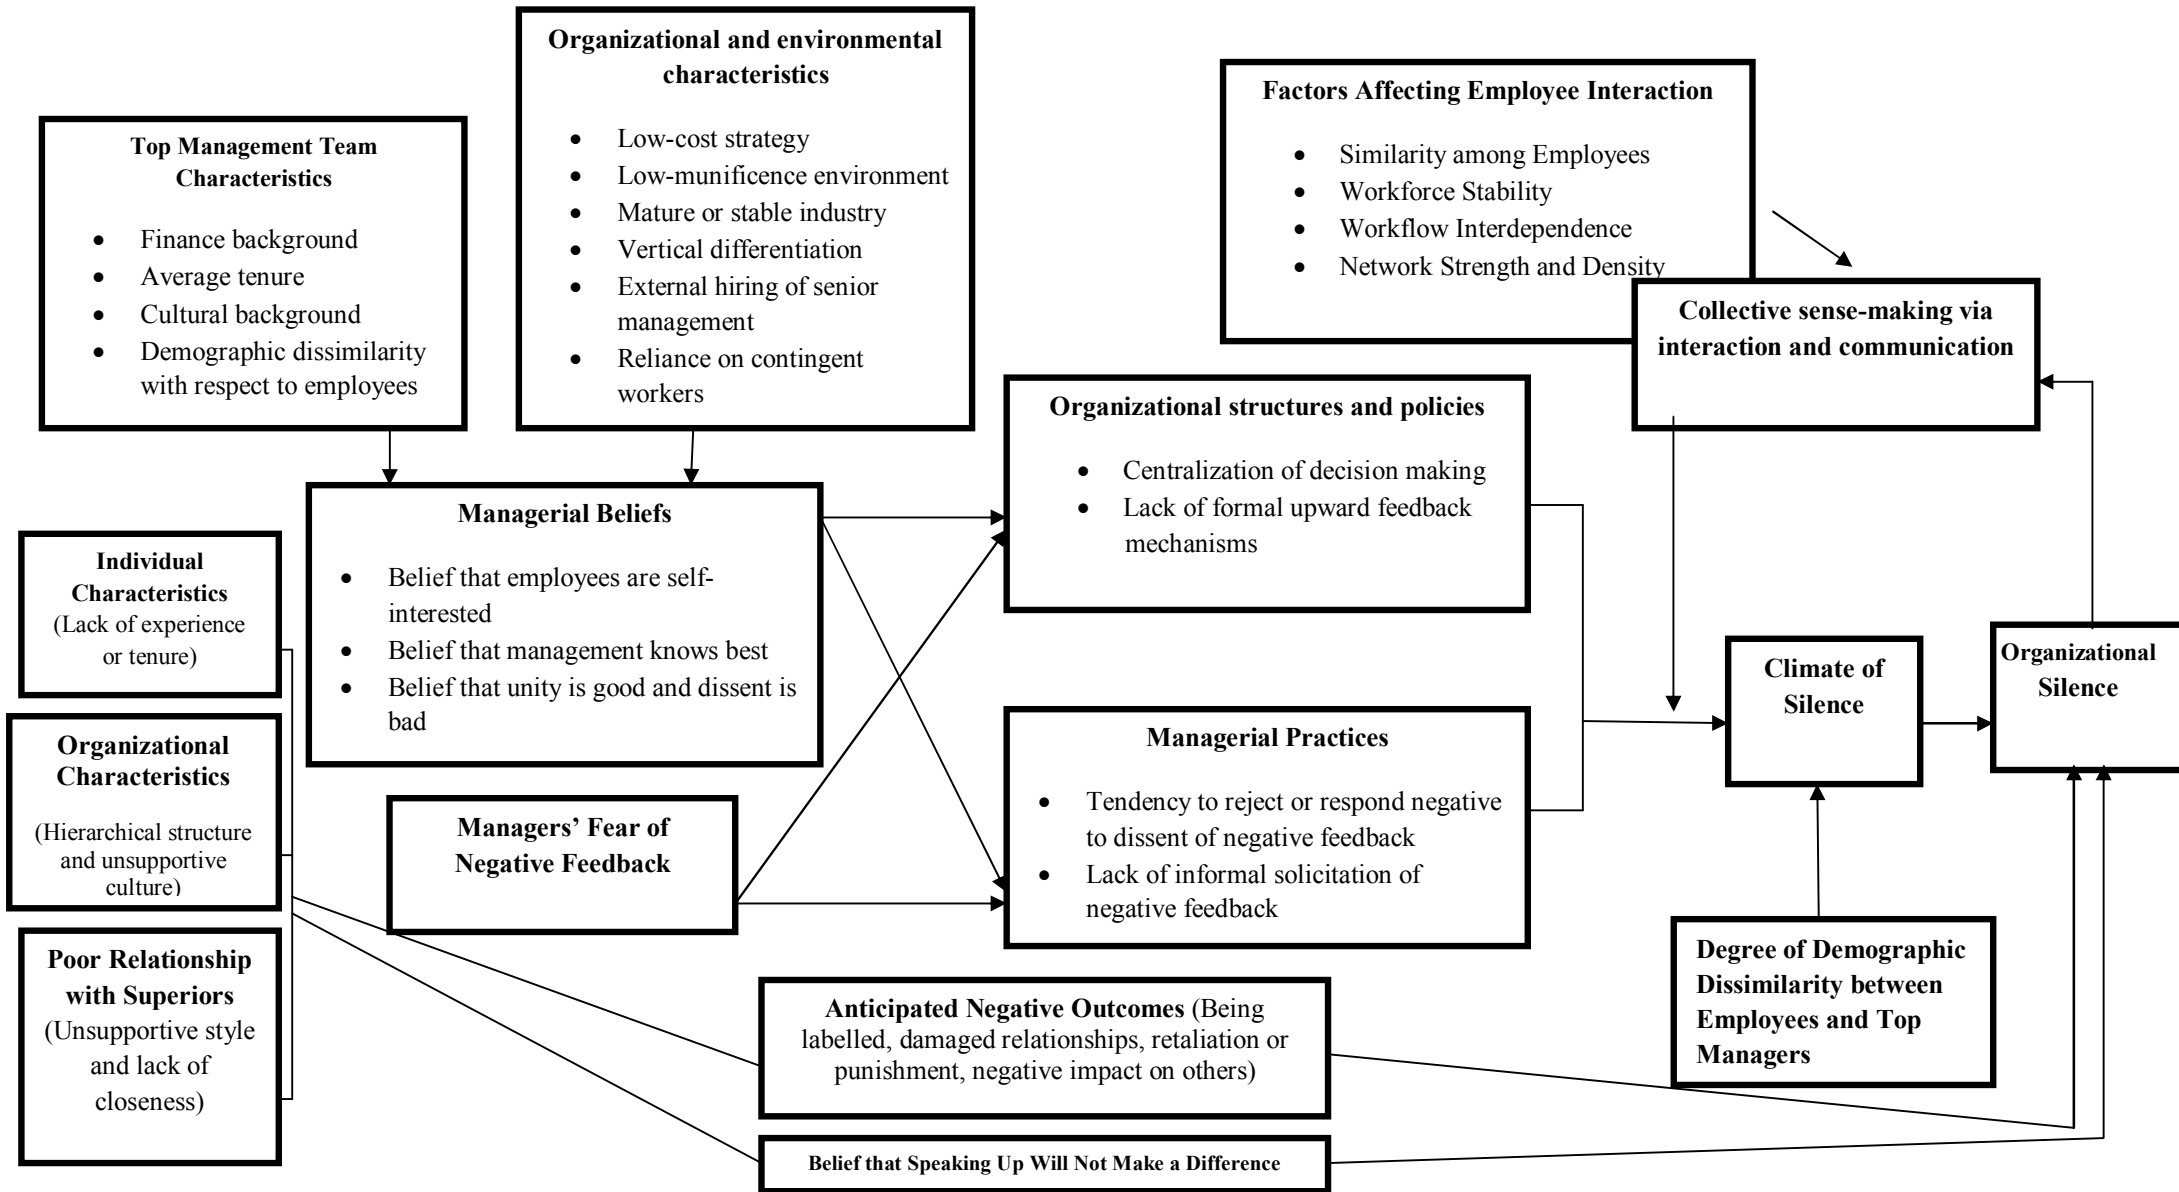 Organizational and environmental
characteristics
• Low-cost strategy
• Low-munificence environment
• Mature or stable industry
• Vertical differentiation
• External hiring of senior
management
• Reliance on contingent
workers
Factors Affecting Employee Interaction
• Similarity among Employees
• Workforce Stability
• Workflow Interdependence
• Network Strength and Density
Top Management Team
Characteristics
• Finance background
• Average tenure
• Cultural background
• Demographic dissimilarity
with respect to employees
Collective sense-making via
interaction and communication
Organizational structures and policies
• Centralization of decision making
• Lack of formal upward feedback
mechanisms
Managerial Beliefs
• Belief that employees are self-
interested
• Belief that management knows best
• Belief that unity is good and dissent is
bad
Individual
Characteristics
(Lack of experience
or tenure)
Organizational
Characteristics
(Hierarchical structure
and unsupportive
culture)
Poor Relationship
with Superiors
(Unsupportive style
and lack of
closeness)
Managers’ Fear of
Negative Feedback
Managerial Practices
• Tendency to reject or respond negative
to dissent of negative feedback
• Lack of informal solicitation of
negative feedback
Climate of
Silence
Organizational
Silence
Degree of Demographic
Dissimilarity between
Employees and Top
Managers
Anticipated Negative Outcomes (Being
labelled, damaged relationships, retaliation or
punishment, negative impact on others)
Belief that Speaking Up Will Not Make a Difference